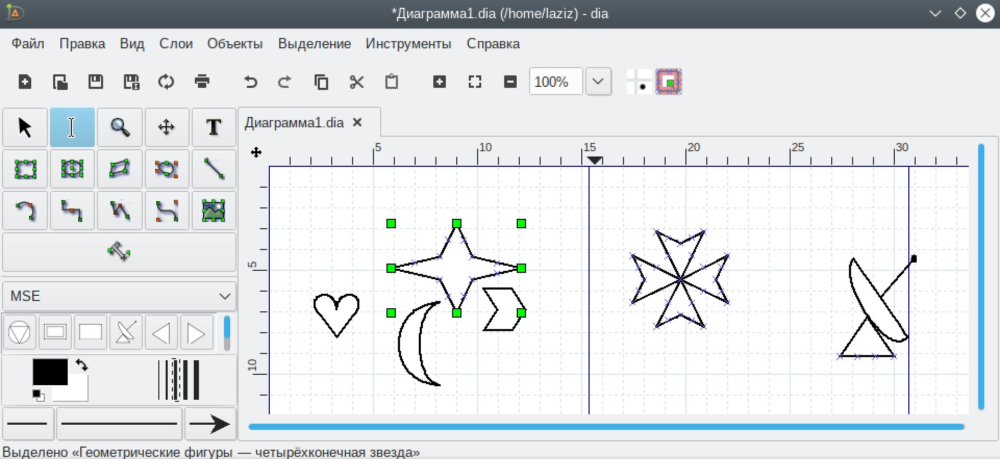 *Диаграмма1.dia (/home/laziz) - dia
Файл Правка Вид Слои Объекты Выделение Инструменты Справка
100%
T
Диаграмма1.dia
5 10 15 20 25 30
5
10
MSE
Выделено «Геометрические фигуры — четырёхконечная звезда»